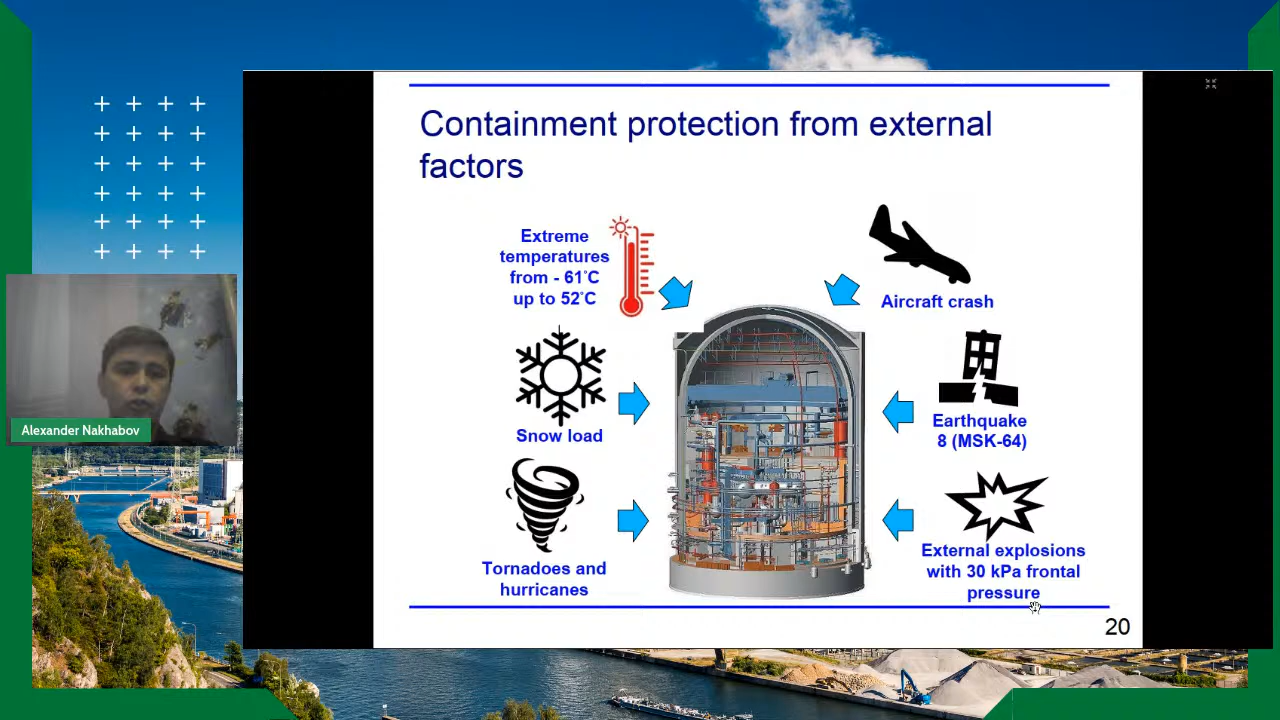 Containment protection from external
factors
Extreme
temperatures
from - 61°C
up to 52°C
Aircraft crash
Snow load
Earthquake
8 (MSK-64)
Tornadoes and
hurricanes
External explosions
with 30 kPa frontal
pressure
20
Alexander Nakhabov